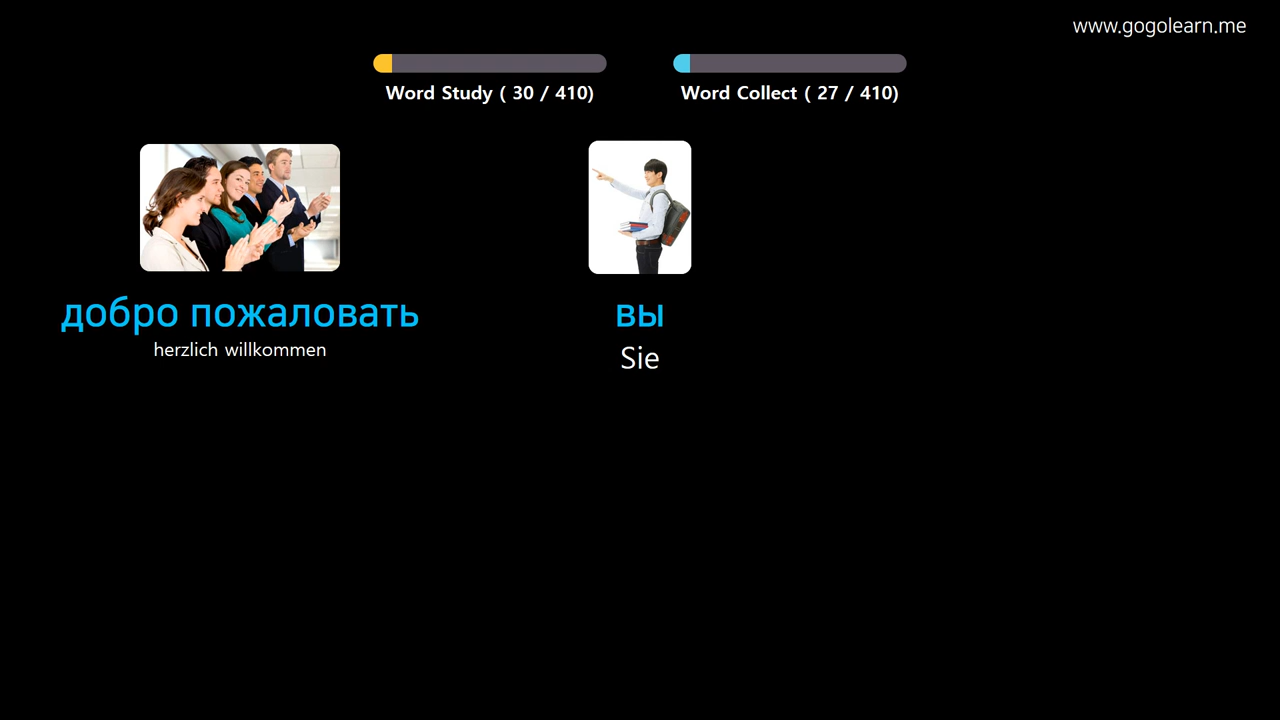 www.gogolearn.me
Word Study ( 30 / 410)
Word Collect ( 27 / 410)
добро пожаловать
herzlich willkommen
вы
Sie